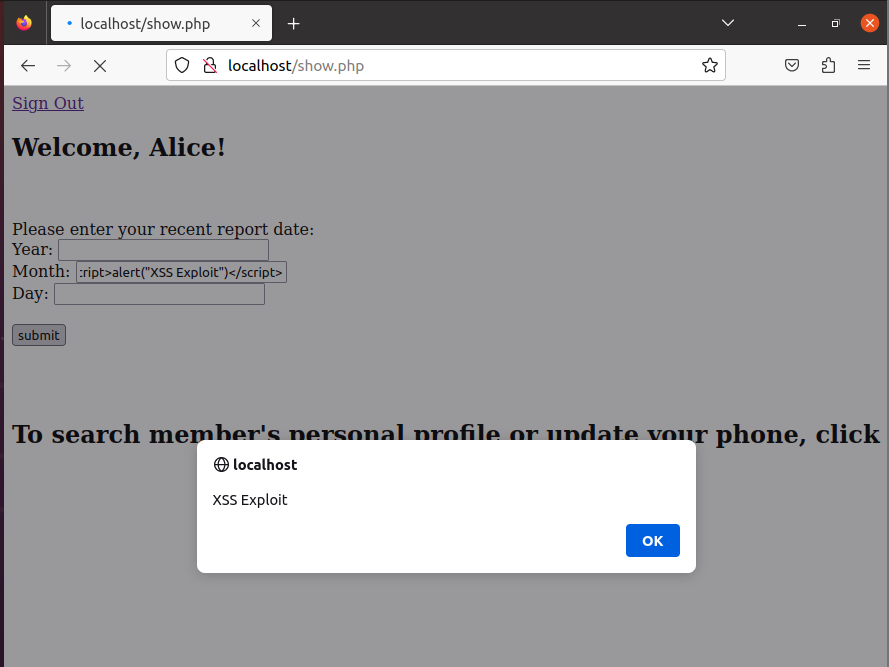 localhost/show.php
localhost/show.php
Sign Out
Welcome, Alice!
Please enter your recent report date:
Year:
Month: :ript>alert("XSS Exploit")</script>
Day:
submit
To search member's personal profile or update your phone, click
localhost
XSS Exploit
OK